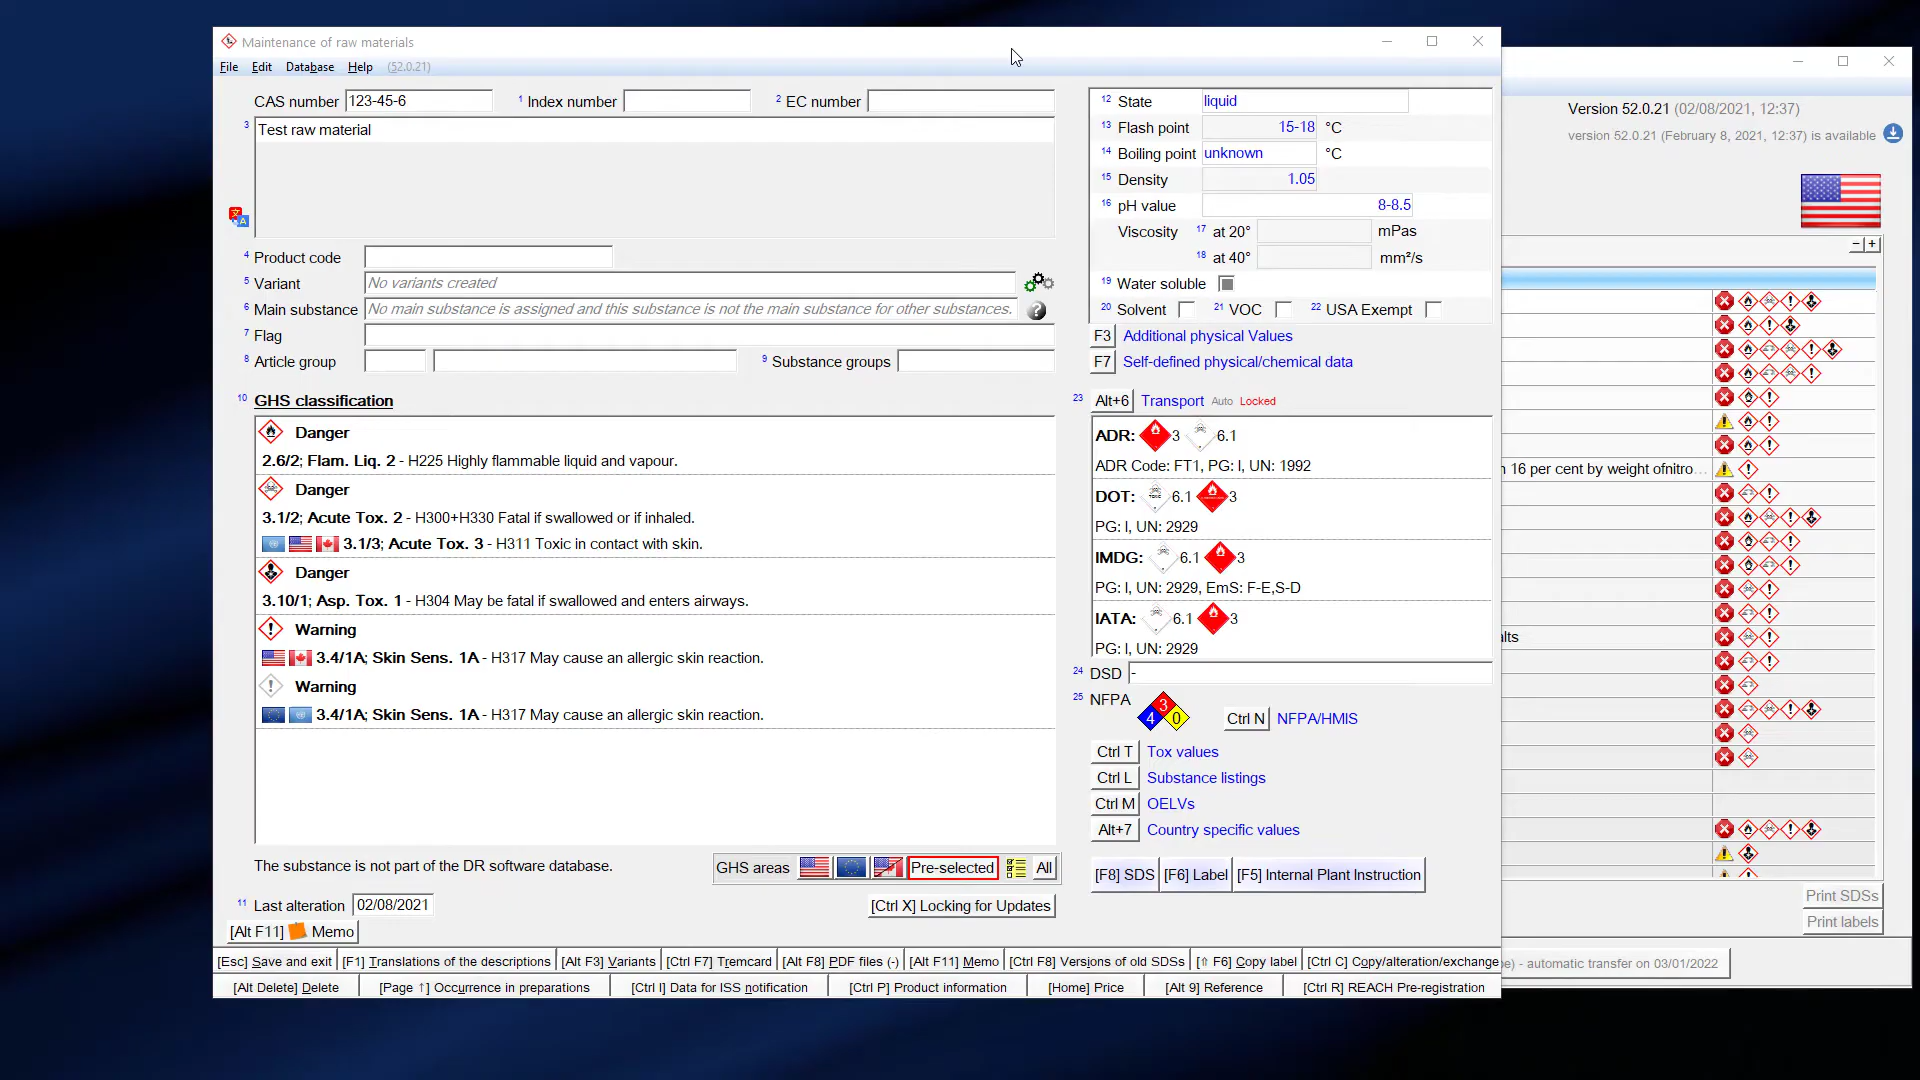 Maintenance of raw materials
File Edit Database Help (52.0.21)
CAS number 123-45-6 1 Index number 2 EC number
3 Test raw material
4 Product code
5 Variant No variants created
6 Main substance No main substance is assigned and this substance is not the main substance for other substances.
7 Flag
8 Article group 9 Substance groups
10 GHS classification
Danger
2.6/2; Flam. Liq. 2 - H225 Highly flammable liquid and vapour.
Danger
3.1/2; Acute Tox. 2 - H300+H330 Fatal if swallowed or if inhaled.
3.1/3; Acute Tox. 3 - H311 Toxic in contact with skin.
Danger
3.10/1; Asp. Tox. 1 - H304 May be fatal if swallowed and enters airways.
Warning
3.4/1A; Skin Sens. 1A - H317 May cause an allergic skin reaction.
Warning
3.4/1A; Skin Sens. 1A - H317 May cause an allergic skin reaction.
The substance is not part of the DR software database.
GHS areas Pre-selected All
11 Last alteration 02/08/2021
[Ctrl X] Locking for Updates
[Alt F11] Memo
12 State liquid
13 Flash point 15-18 °C
14 Boiling point unknown °C
15 Density 1.05
16 pH value 8-8.5
Viscosity 17 at 20° mPas
18 at 40° mm²/s
19 Water soluble
20 Solvent 21 VOC 22 USA Exempt
F3 Additional physical Values
F7 Self-defined physical/chemical data
23 Alt+6 Transport Auto Locked
ADR: 3 6.1
ADR Code: FT1, PG: I, UN: 1992
DOT: 6.1 3
PG: I, UN: 2929
IMDG: 6.1 3
PG: I, UN: 2929, EmS: F-E,S-D
IATA: 6.1 3
PG: I, UN: 2929
24 DSD -
25 NFPA 4 3 0 Ctrl N NFPA/HMIS
Ctrl T Tox values
Ctrl L Substance listings
Ctrl M OELVs
Alt+7 Country specific values
[F8] SDS [F6] Label [F5] Internal Plant Instruction
[Esc] Save and exit [F1] Translations of the descriptions [Alt F3] Variants [Ctrl F7] Tremcard [Alt F8] PDF files (-) [Alt F11] Memo [Ctrl F8] Versions of old SDSs [⇧ F6] Copy label [Ctrl C] Copy/alteration/exchange
[Alt Delete] Delete [Page ↑] Occurrence in preparations [Ctrl I] Data for ISS notification [Ctrl P] Product information [Home] Price [Alt 9] Reference [Ctrl R] REACH Pre-registration
Version 52.0.21 (02/08/2021, 12:37)
version 52.0.21 (February 8, 2021, 12:37) is available
16 per cent by weight ofnitro...
alts
Print SDSs
Print labels
- automatic transfer on 03/01/2022